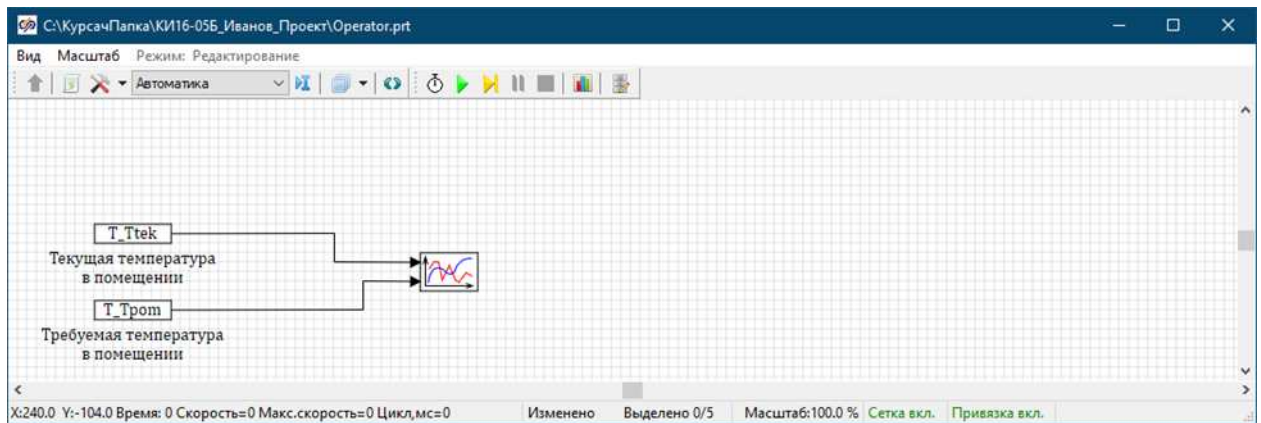 С:\КурсачПапка\КИ16-05Б_Иванов_Проект\Operator.prt
Вид Масштаб Режим: Редактирование
Автоматика
T_Ttek
Текущая температура
в помещении
T_Tpom
Требуемая температура
в помещении
X:240.0 Y:-104.0 Время: 0 Скорость=0 Макс.скорость=0 Цикл,мс=0 Изменено Выделено 0/5 Масштаб:100.0 % Сетка вкл. Привязка вкл.